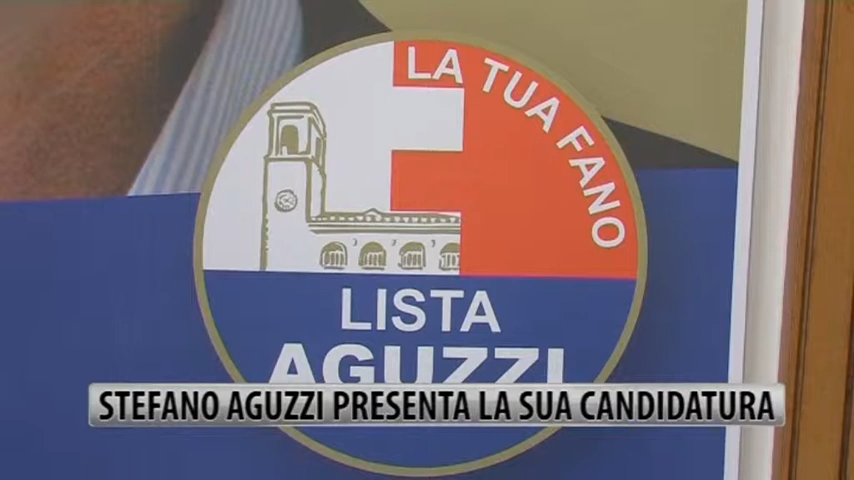 LA TUA FANO
LISTA
AGUZZI
STEFANO AGUZZI PRESENTA LA SUA CANDIDATURA